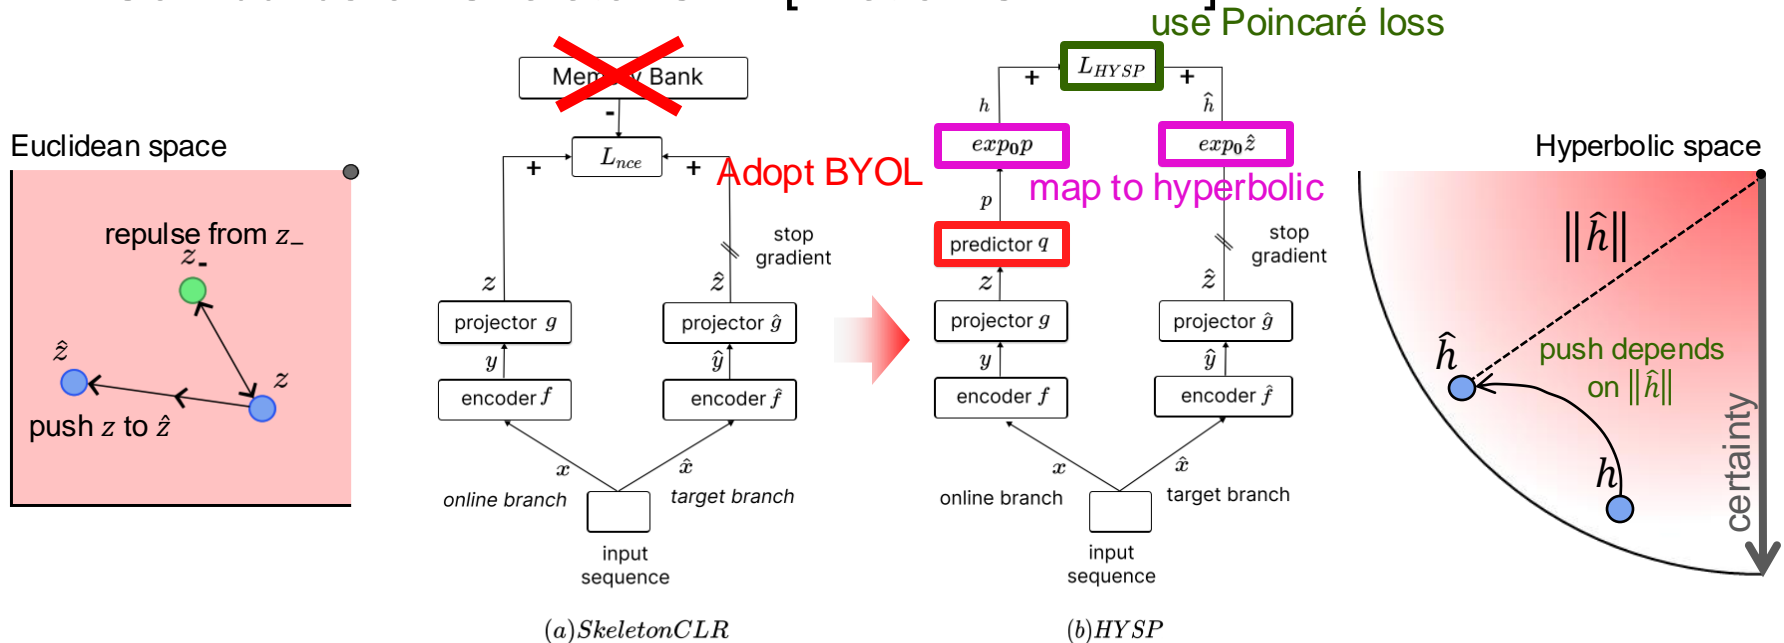 use Poincaré loss
Euclidean space
repulse from z₋
z₋
ẑ
z
push z to ẑ
Memory Bank
-
L_nce
+
+
Adopt BYOL
stop
gradient
z
ẑ
projector g
projector ĝ
y
ŷ
encoder f
encoder f̂
x
x̂
online branch
target branch
input
sequence
(a)SkeletonCLR
L_HYSP
+
+
h
ĥ
exp₀p
exp₀ẑ
map to hyperbolic
p
predictor q
stop
gradient
z
ẑ
projector g
projector ĝ
y
ŷ
encoder f
encoder f̂
x
x̂
online branch
target branch
input
sequence
(b)HYSP
Hyperbolic space
‖ĥ‖
ĥ
push depends
on ‖ĥ‖
h
certainty